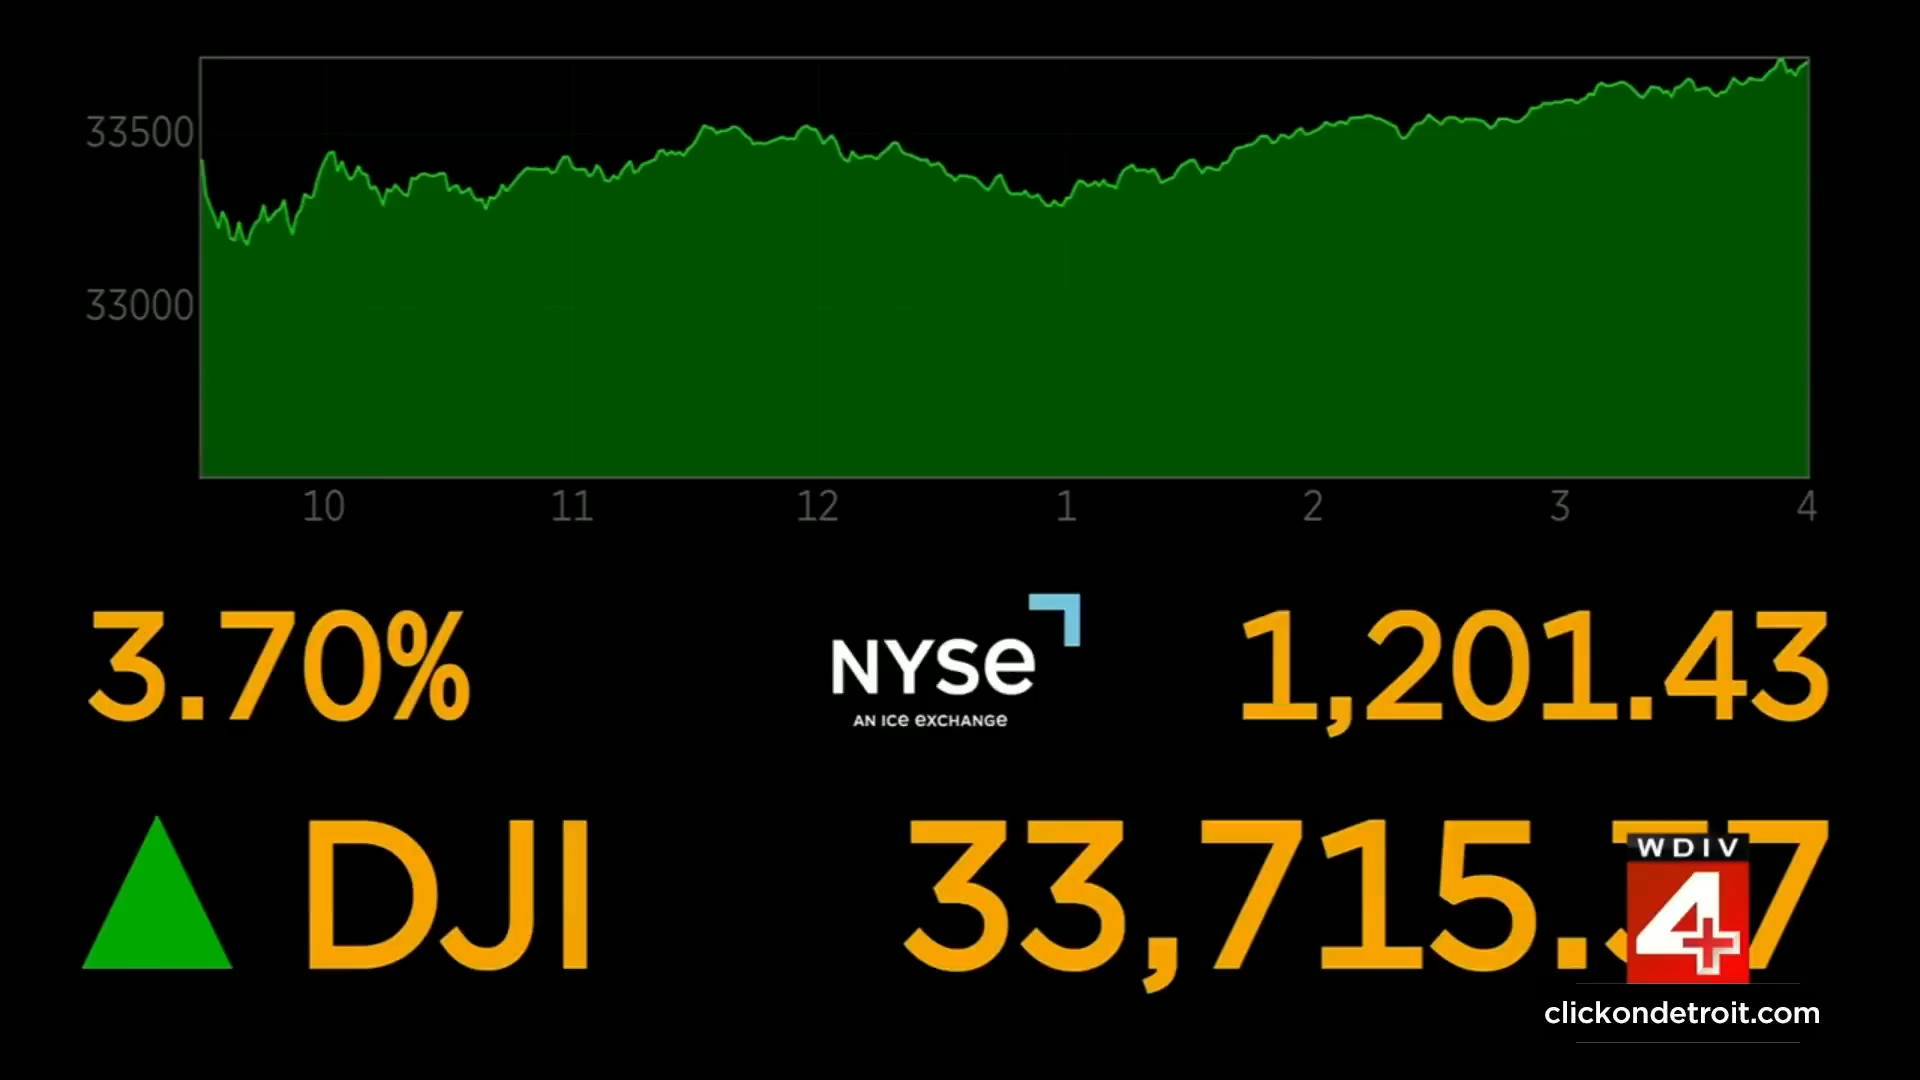 33500
33000
10 11 12 1 2 3 4
3.70%
NYSE
AN ICE EXCHANGE
1,201.43
DJI
33,715.37
WDIV
4+
clickondetroit.com